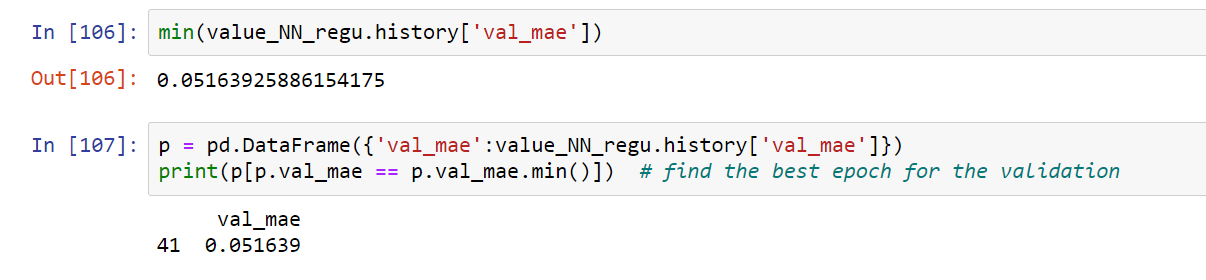 In [106]: min(value_NN_regu.history['val_mae'])
Out[106]: 0.05163925886154175
In [107]: p = pd.DataFrame({'val_mae':value_NN_regu.history['val_mae']})
print(p[p.val_mae == p.val_mae.min()])  # find the best epoch for the validation
val_mae
41  0.051639